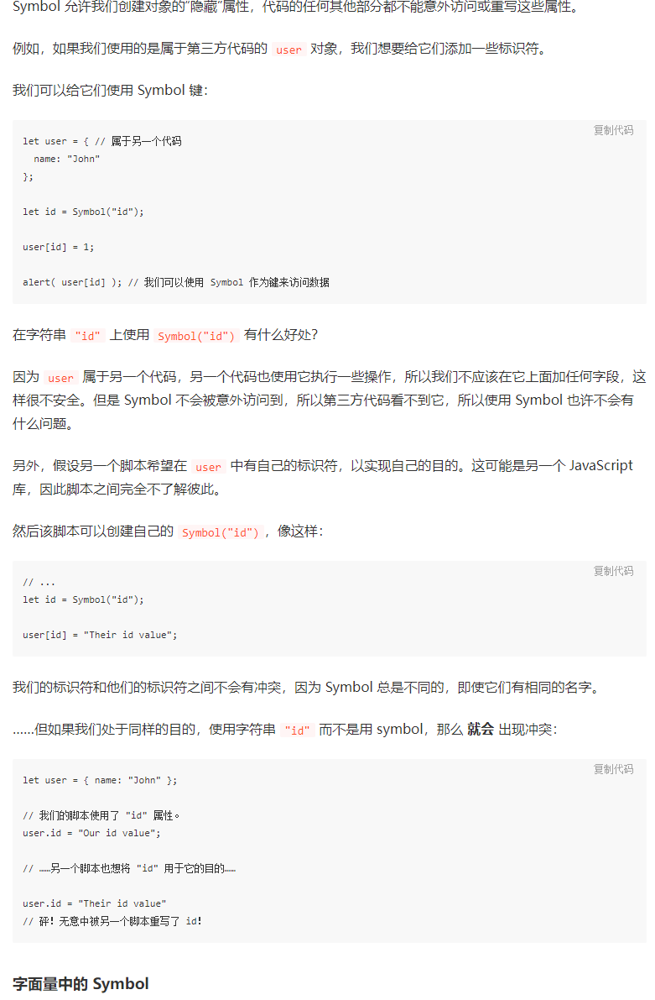 Symbol 允许我们创建对象的“隐藏”属性，代码的任何其他部分都不能意外访问或重写这些属性。
例如，如果我们使用的是属于第三方代码的 user 对象，我们想要给它们添加一些标识符。
我们可以给它们使用 Symbol 键：
复制代码
let user = { // 属于另一个代码
  name: "John"
};
let id = Symbol("id");
user[id] = 1;
alert( user[id] ); // 我们可以使用 Symbol 作为键来访问数据
在字符串 "id" 上使用 Symbol("id") 有什么好处？
因为 user 属于另一个代码，另一个代码也使用它执行一些操作，所以我们不应该在它上面加任何字段，这
样很不安全。但是 Symbol 不会被意外访问到，所以第三方代码看不到它，所以使用 Symbol 也许不会有
什么问题。
另外，假设另一个脚本希望在 user 中有自己的标识符，以实现自己的目的。这可能是另一个 JavaScript
库，因此脚本之间完全不了解彼此。
然后该脚本可以创建自己的 Symbol("id")，像这样：
复制代码
// ...
let id = Symbol("id");
user[id] = "Their id value";
我们的标识符和他们的标识符之间不会有冲突，因为 Symbol 总是不同的，即使它们有相同的名字。
……但如果我们处于同样的目的，使用字符串 "id" 而不是用 symbol，那么 就会 出现冲突：
复制代码
let user = { name: "John" };
// 我们的脚本使用了 "id" 属性。
user.id = "Our id value";
// ……另一个脚本也想将 "id" 用于它的目的……
user.id = "Their id value"
// 砰！无意中被另一个脚本重写了 id！
字面量中的 Symbol